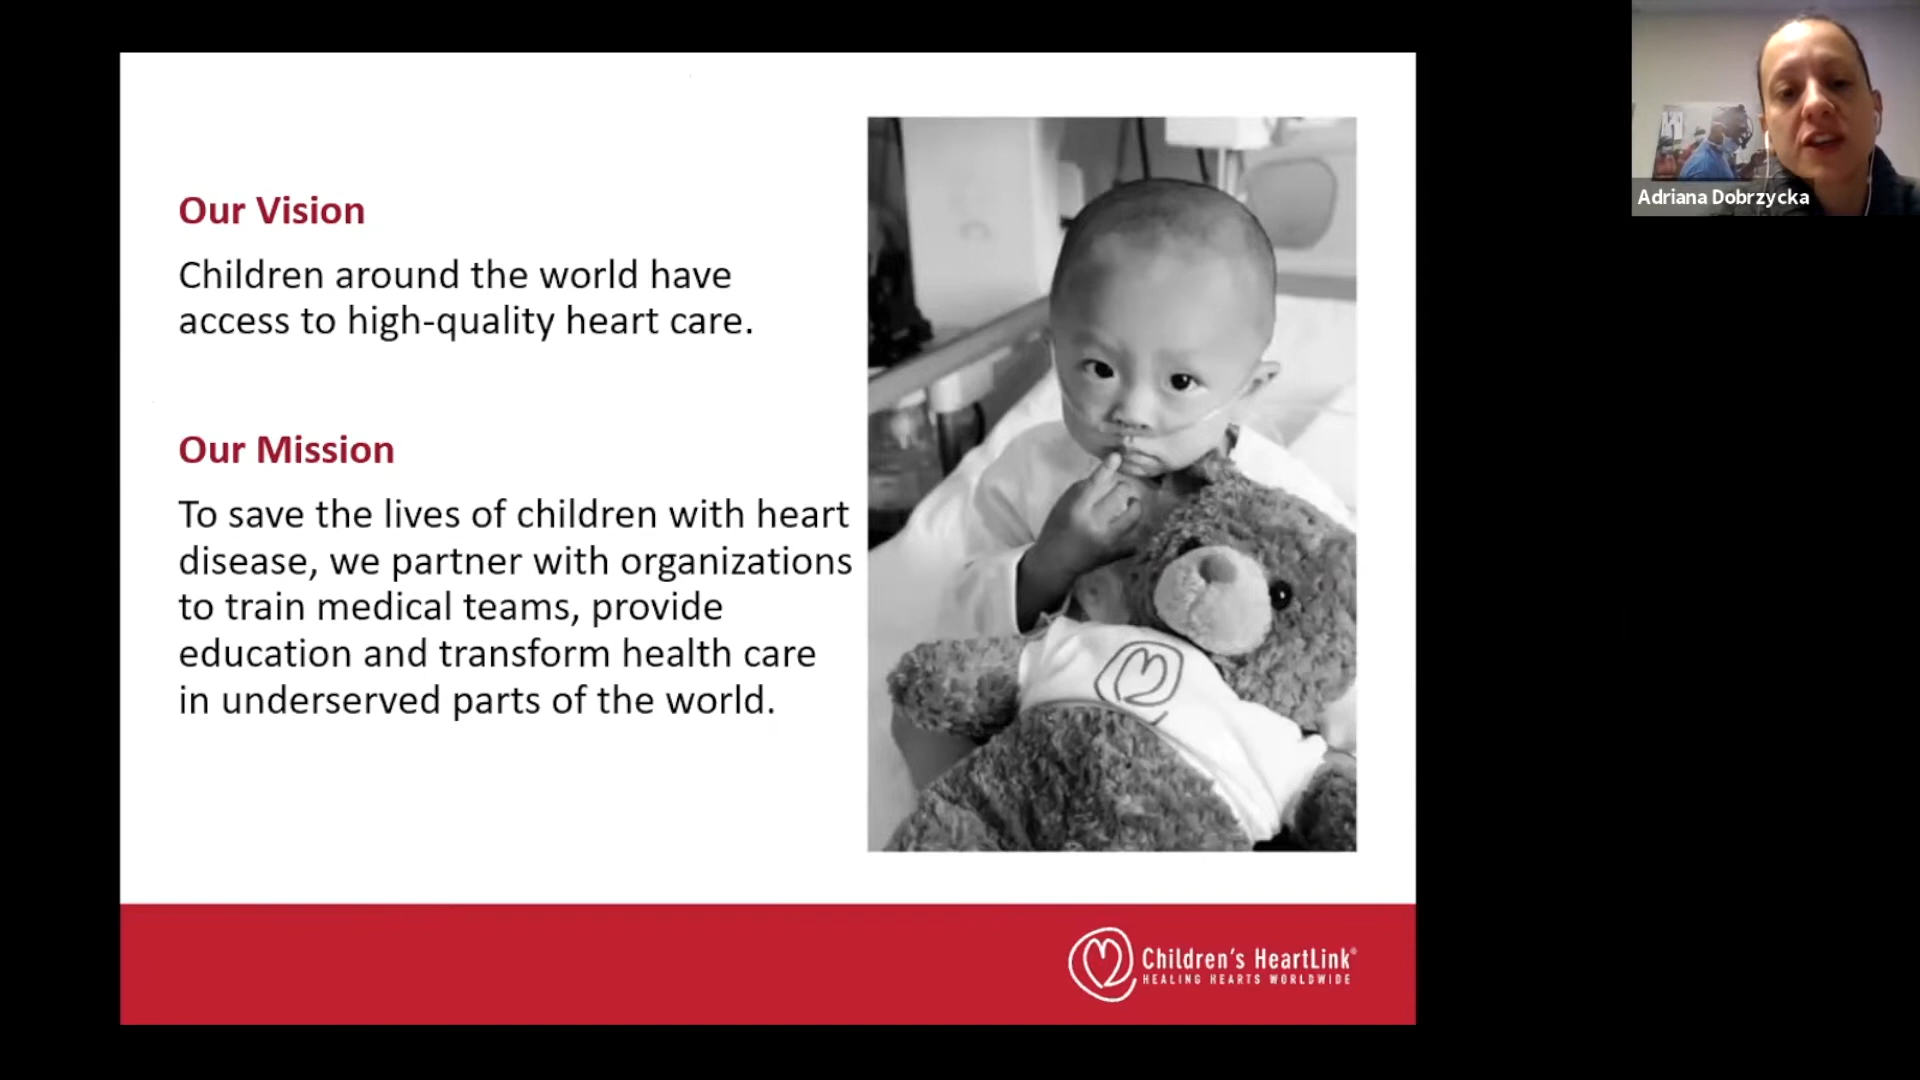 Our Vision
Children around the world have
access to high-quality heart care.
Our Mission
To save the lives of children with heart
disease, we partner with organizations
to train medical teams, provide
education and transform health care
in underserved parts of the world.
Children's HeartLink®
HEALING HEARTS WORLDWIDE
Adriana Dobrzycka